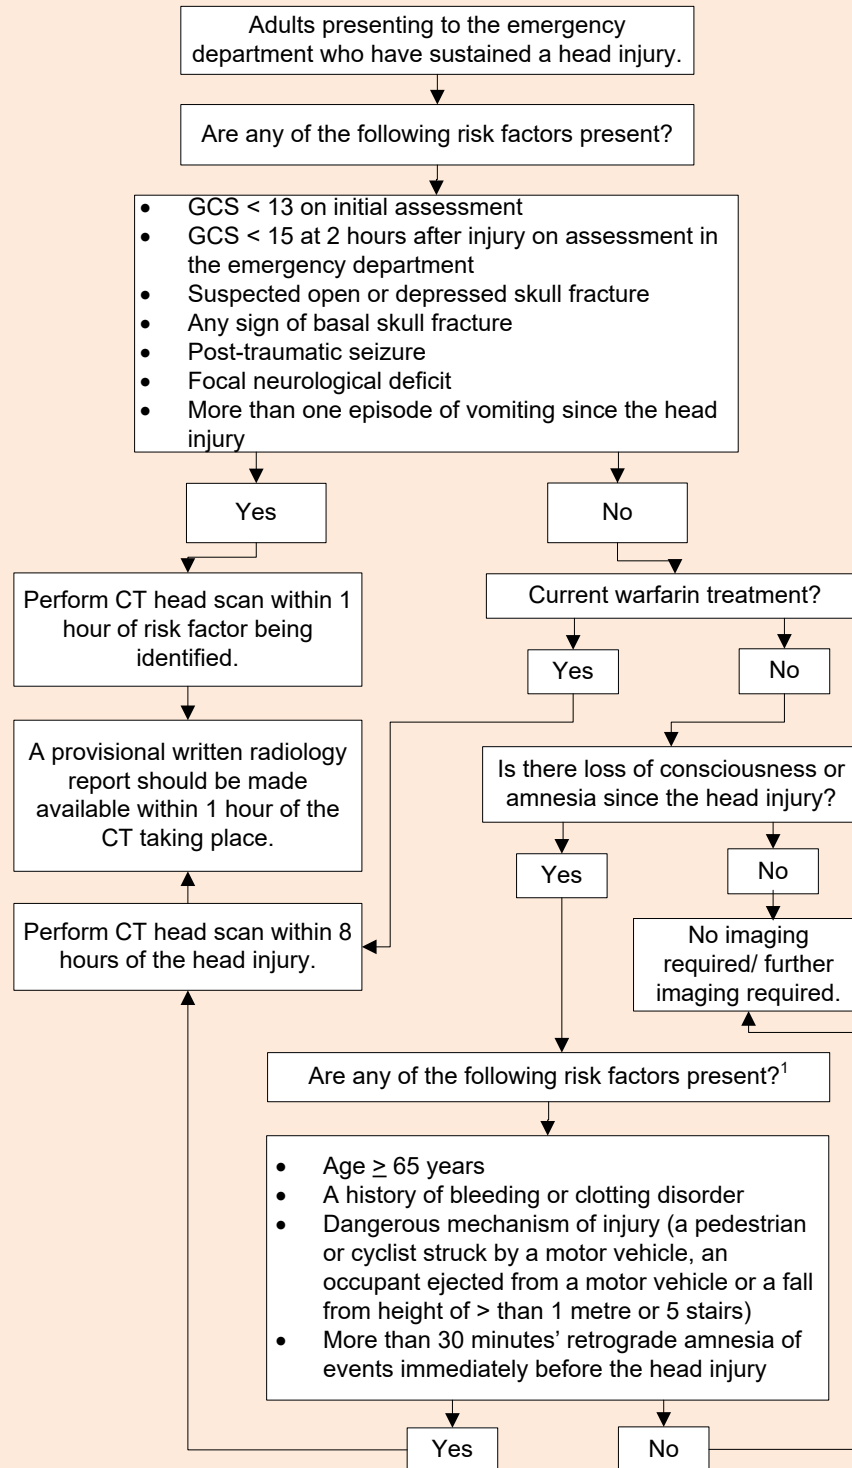 Adults presenting to the emergency
department who have sustained a head injury.
Are any of the following risk factors present?
• GCS < 13 on initial assessment
• GCS < 15 at 2 hours after injury on assessment in
the emergency department
• Suspected open or depressed skull fracture
• Any sign of basal skull fracture
• Post-traumatic seizure
• Focal neurological deficit
• More than one episode of vomiting since the head
injury
Yes
No
Perform CT head scan within 1
hour of risk factor being
identified.
Current warfarin treatment?
Yes
No
A provisional written radiology
report should be made
available within 1 hour of the
CT taking place.
Is there loss of consciousness or
amnesia since the head injury?
Yes
No
Perform CT head scan within 8
hours of the head injury.
No imaging
required/ further
imaging required.
Are any of the following risk factors present?¹
• Age ≥ 65 years
• A history of bleeding or clotting disorder
• Dangerous mechanism of injury (a pedestrian
or cyclist struck by a motor vehicle, an
occupant ejected from a motor vehicle or a fall
from height of > than 1 metre or 5 stairs)
• More than 30 minutes’ retrograde amnesia of
events immediately before the head injury
Yes
No